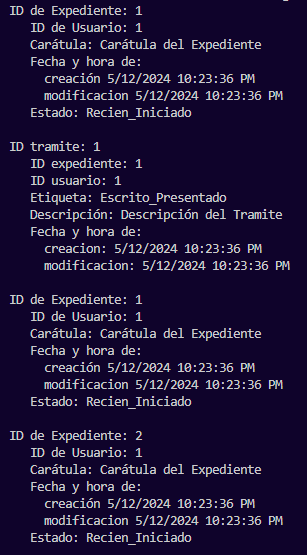 ID de Expediente: 1
ID de Usuario: 1
Carátula: Carátula del Expediente
Fecha y hora de:
creación 5/12/2024 10:23:36 PM
modificacion 5/12/2024 10:23:36 PM
Estado: Recien_Iniciado
ID tramite: 1
ID expediente: 1
ID usuario: 1
Etiqueta: Escrito_Presentado
Descripción: Descripción del Tramite
Fecha y hora de:
creacion: 5/12/2024 10:23:36 PM
modificacion: 5/12/2024 10:23:36 PM
ID de Expediente: 1
ID de Usuario: 1
Carátula: Carátula del Expediente
Fecha y hora de:
creación 5/12/2024 10:23:36 PM
modificacion 5/12/2024 10:23:36 PM
Estado: Recien_Iniciado
ID de Expediente: 2
ID de Usuario: 1
Carátula: Carátula del Expediente
Fecha y hora de:
creación 5/12/2024 10:23:36 PM
modificacion 5/12/2024 10:23:36 PM
Estado: Recien_Iniciado